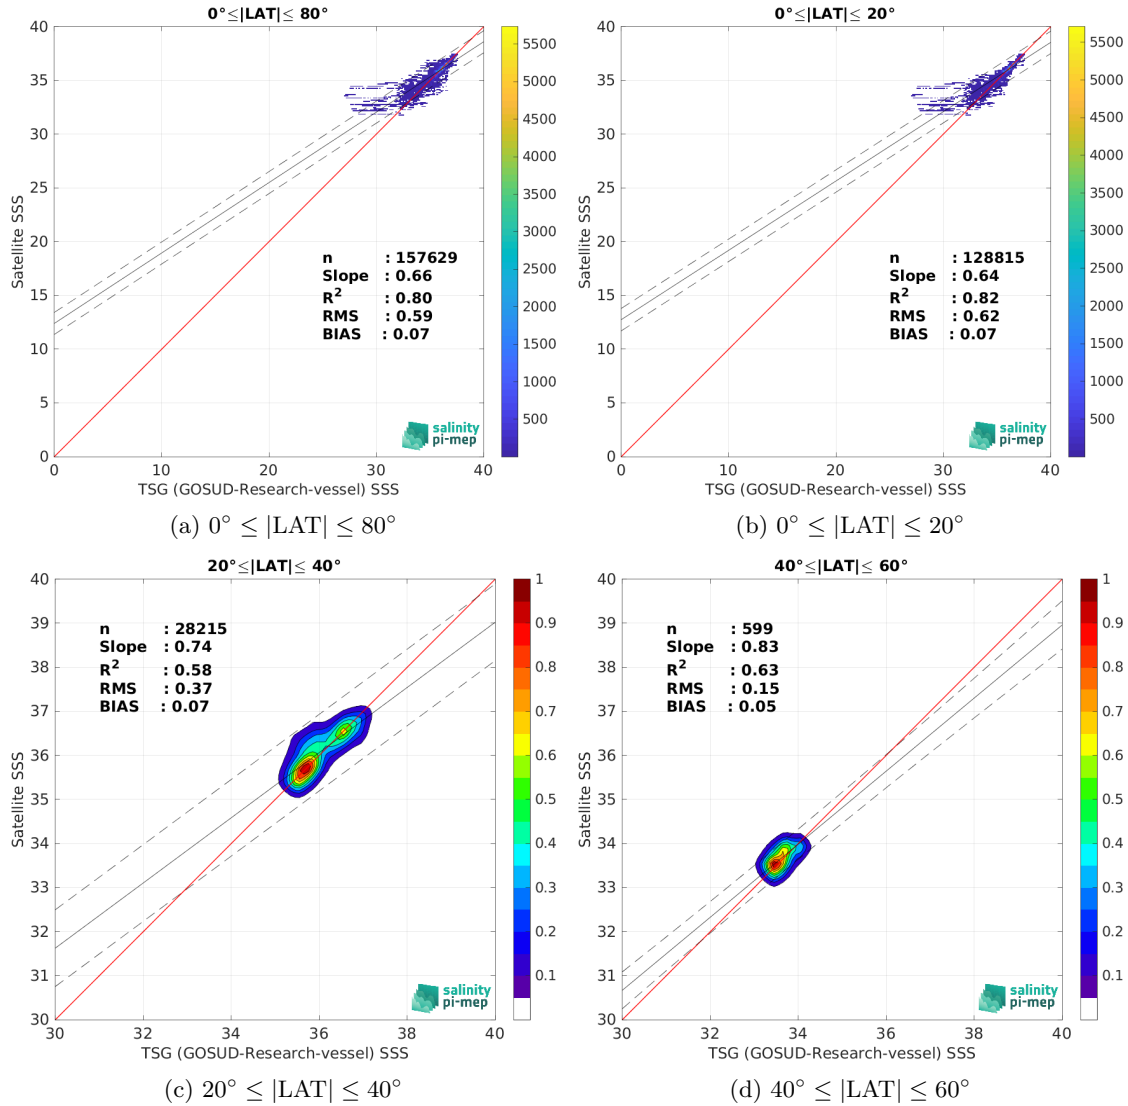 0°≤|LAT|≤ 80°
40
35
30
25
20
15
10
5
0
Satellite SSS
n : 157629
Slope : 0.66
R² : 0.80
RMS : 0.59
BIAS : 0.07
salinity
pi-mep
0 10 20 30 40
TSG (GOSUD-Research-vessel) SSS
5500
5000
4500
4000
3500
3000
2500
2000
1500
1000
500
(a) 0° ≤ |LAT| ≤ 80°
0°≤|LAT|≤ 20°
40
35
30
25
20
15
10
5
0
Satellite SSS
n : 128815
Slope : 0.64
R² : 0.82
RMS : 0.62
BIAS : 0.07
salinity
pi-mep
0 10 20 30 40
TSG (GOSUD-Research-vessel) SSS
5500
5000
4500
4000
3500
3000
2500
2000
1500
1000
500
(b) 0° ≤ |LAT| ≤ 20°
20°≤|LAT|≤ 40°
40
39
38
37
36
35
34
33
32
31
30
Satellite SSS
n : 28215
Slope : 0.74
R² : 0.58
RMS : 0.37
BIAS : 0.07
salinity
pi-mep
30 32 34 36 38 40
TSG (GOSUD-Research-vessel) SSS
1
0.9
0.8
0.7
0.6
0.5
0.4
0.3
0.2
0.1
(c) 20° ≤ |LAT| ≤ 40°
40°≤|LAT|≤ 60°
40
39
38
37
36
35
34
33
32
31
30
Satellite SSS
n : 599
Slope : 0.83
R² : 0.63
RMS : 0.15
BIAS : 0.05
salinity
pi-mep
30 32 34 36 38 40
TSG (GOSUD-Research-vessel) SSS
1
0.9
0.8
0.7
0.6
0.5
0.4
0.3
0.2
0.1
(d) 40° ≤ |LAT| ≤ 60°